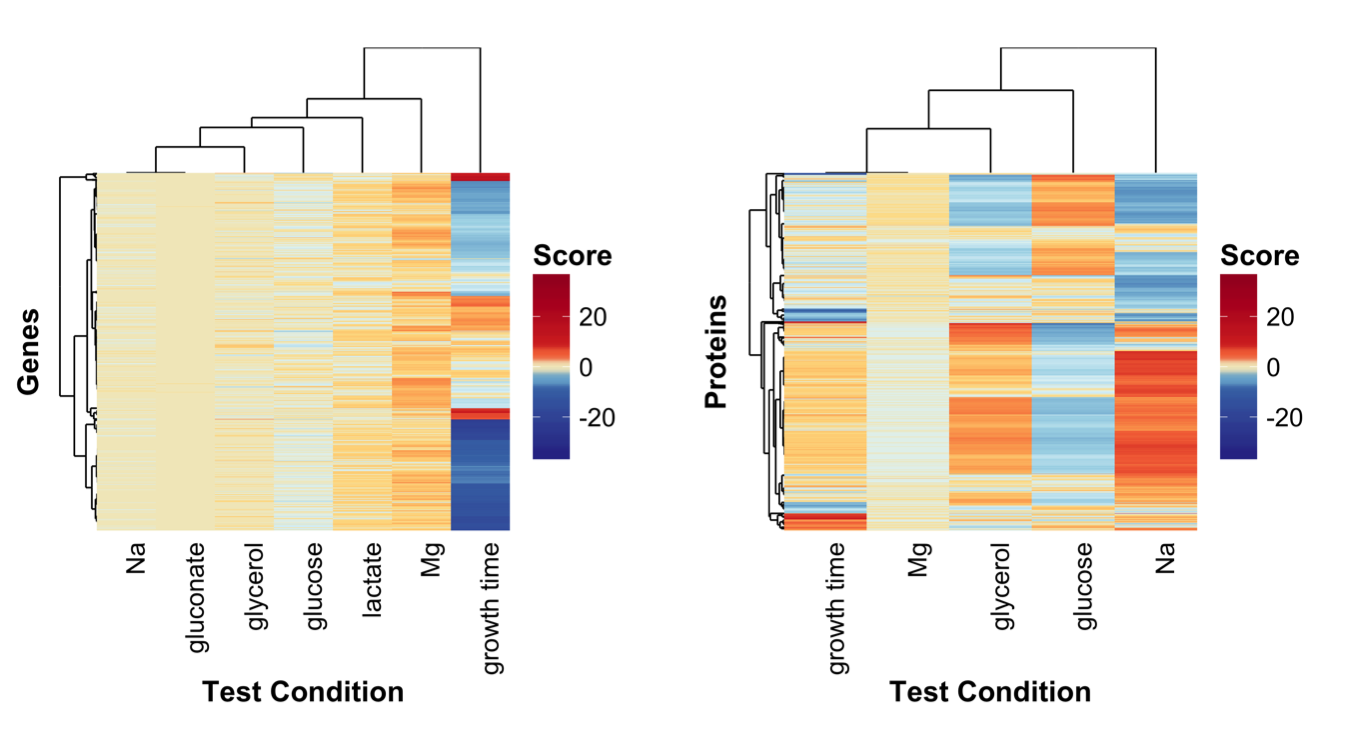 Genes
Score
20
0
-20
Na
gluconate
glycerol
glucose
lactate
Mg
growth time
Test Condition
Proteins
Score
20
0
-20
growth time
Mg
glycerol
glucose
Na
Test Condition